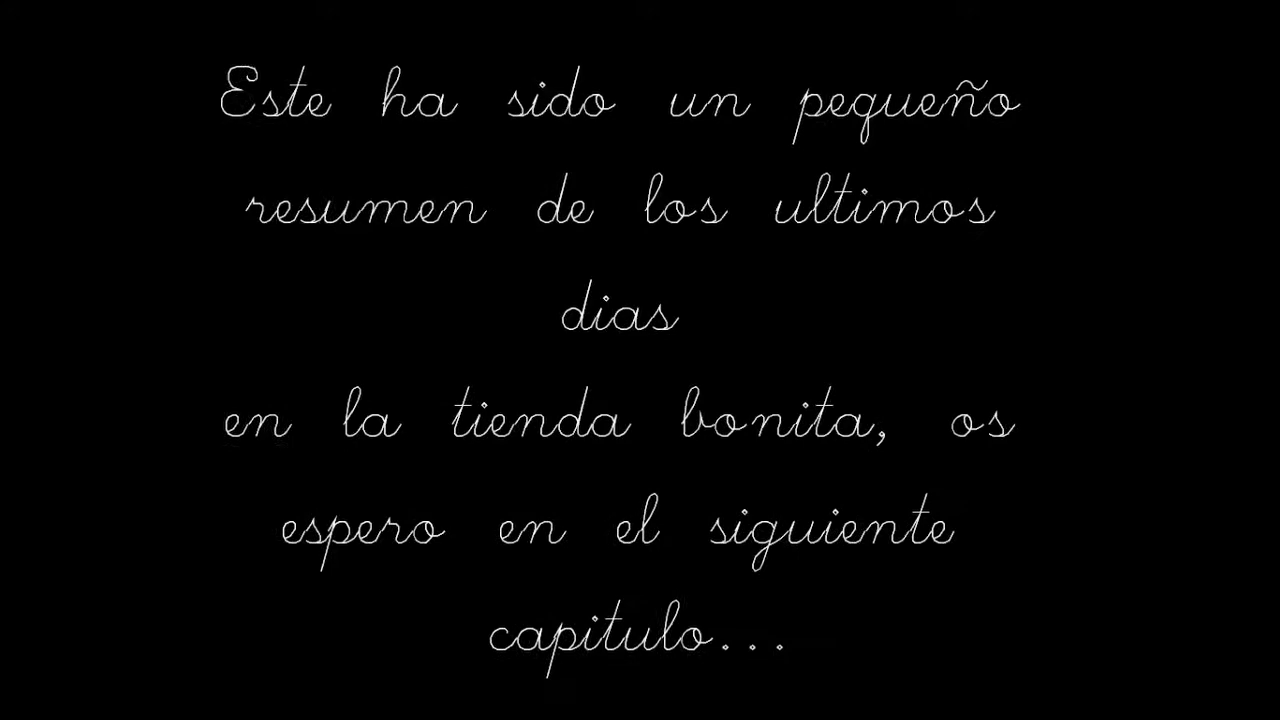 Este ha sido un pequeño
resumen de los ultimos
dias
en la tienda bonita, os
espero en el siguiente
capitulo...